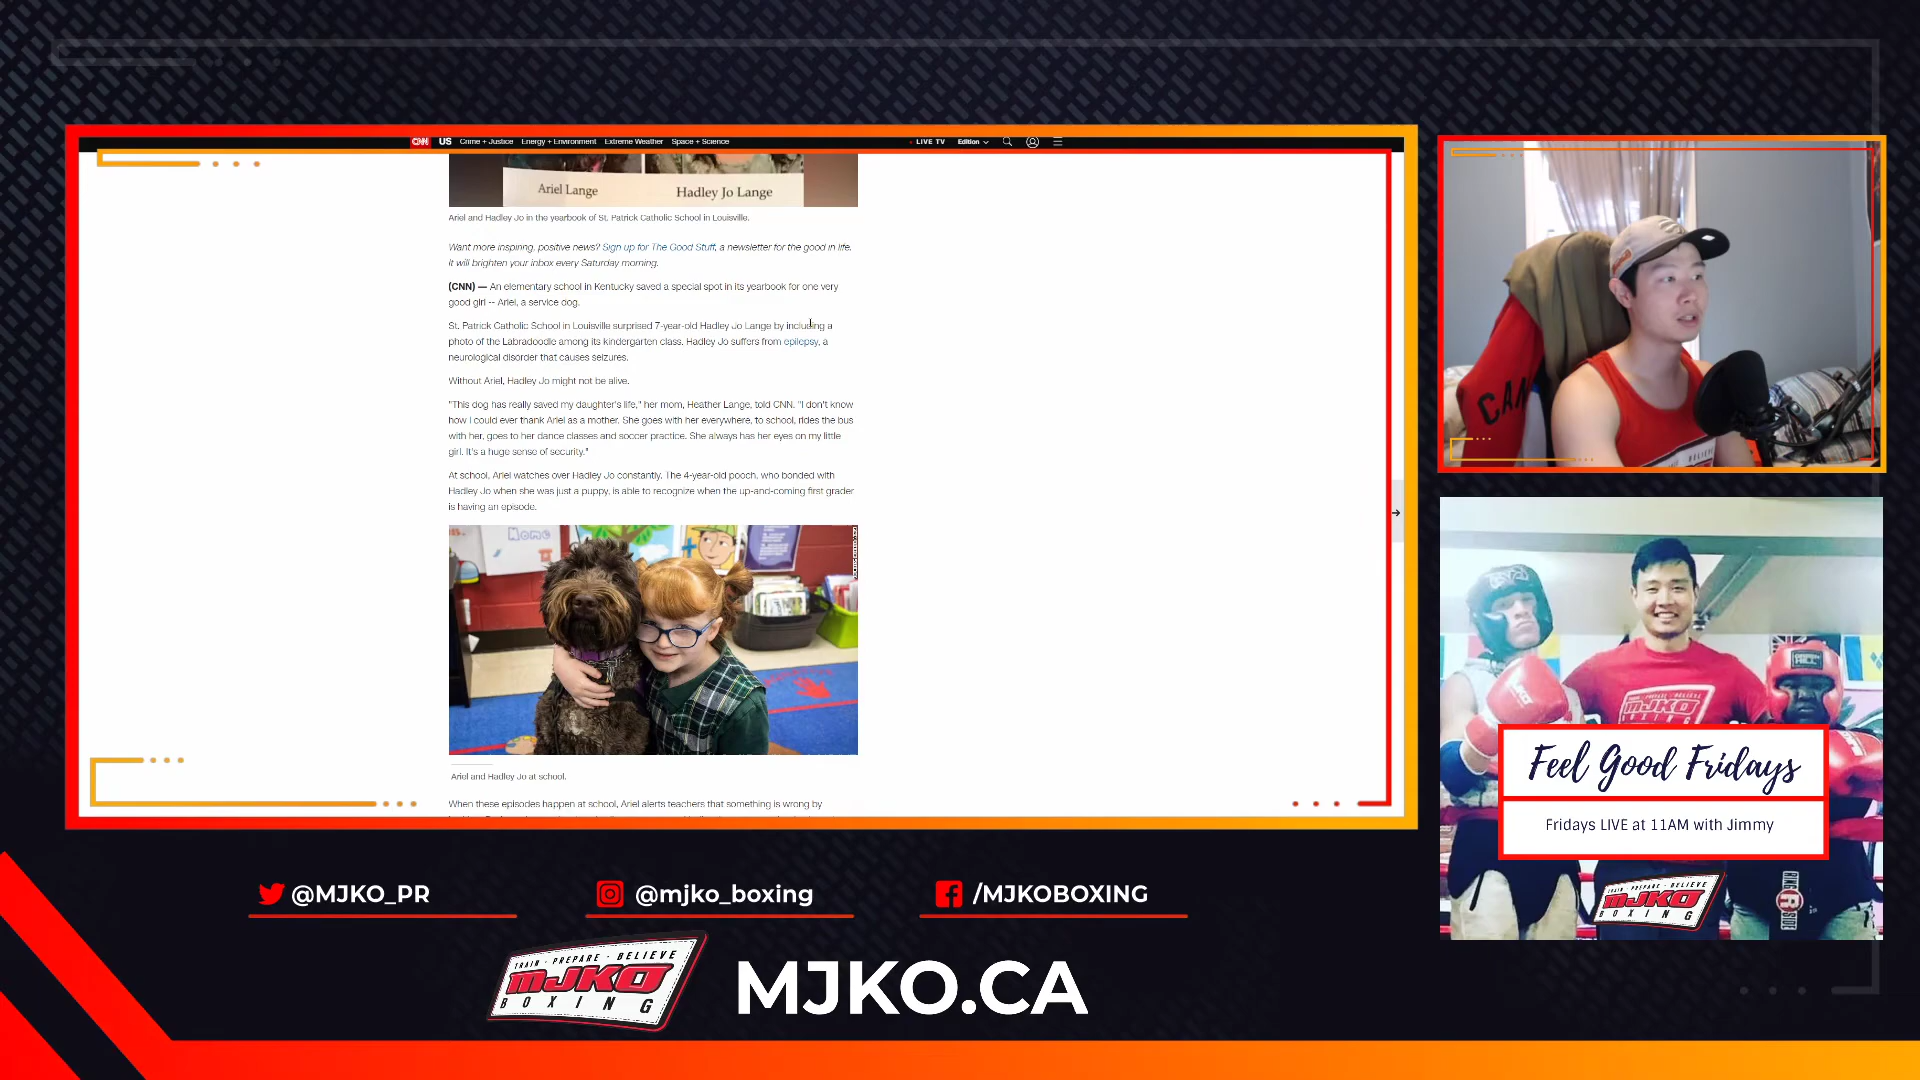 CNN US Crime + Justice Energy + Environment Extreme Weather Space + Science LIVE TV Edition
Ariel Lange Hadley Jo Lange
Ariel and Hadley Jo in the yearbook of St. Patrick Catholic School in Louisville.
Want more inspiring, positive news? Sign up for The Good Stuff, a newsletter for the good in life.
It will brighten your inbox every Saturday morning.
(CNN) — An elementary school in Kentucky saved a special spot in its yearbook for one very
good girl -- Ariel, a service dog.
St. Patrick Catholic School in Louisville surprised 7-year-old Hadley Jo Lange by including a
photo of the Labradoodle among its kindergarten class. Hadley Jo suffers from epilepsy, a
neurological disorder that causes seizures.
Without Ariel, Hadley Jo might not be alive.
"This dog has really saved my daughter's life," her mom, Heather Lange, told CNN. "I don't know
how I could ever thank Ariel as a mother. She goes with her everywhere, to school, rides the bus
with her, goes to her dance classes and soccer practice. She always has her eyes on my little
girl. It's a huge sense of security."
At school, Ariel watches over Hadley Jo constantly. The 4-year-old pooch, who bonded with
Hadley Jo when she was just a puppy, is able to recognize when the up-and-coming first grader
is having an episode.
Home
Ariel and Hadley Jo at school.
When these episodes happen at school, Ariel alerts teachers that something is wrong by
CAN
TRAIN · PREPARE · BELIEVE
MJKO
BOXING
Feel Good Fridays
Fridays LIVE at 11AM with Jimmy
TRAIN · PREPARE · BELIEVE
MJKO
BOXING
RINGSIDE
@MJKO_PR @mjko_boxing /MJKOBOXING
TRAIN · PREPARE · BELIEVE
MJKO
BOXING
MJKO.CA